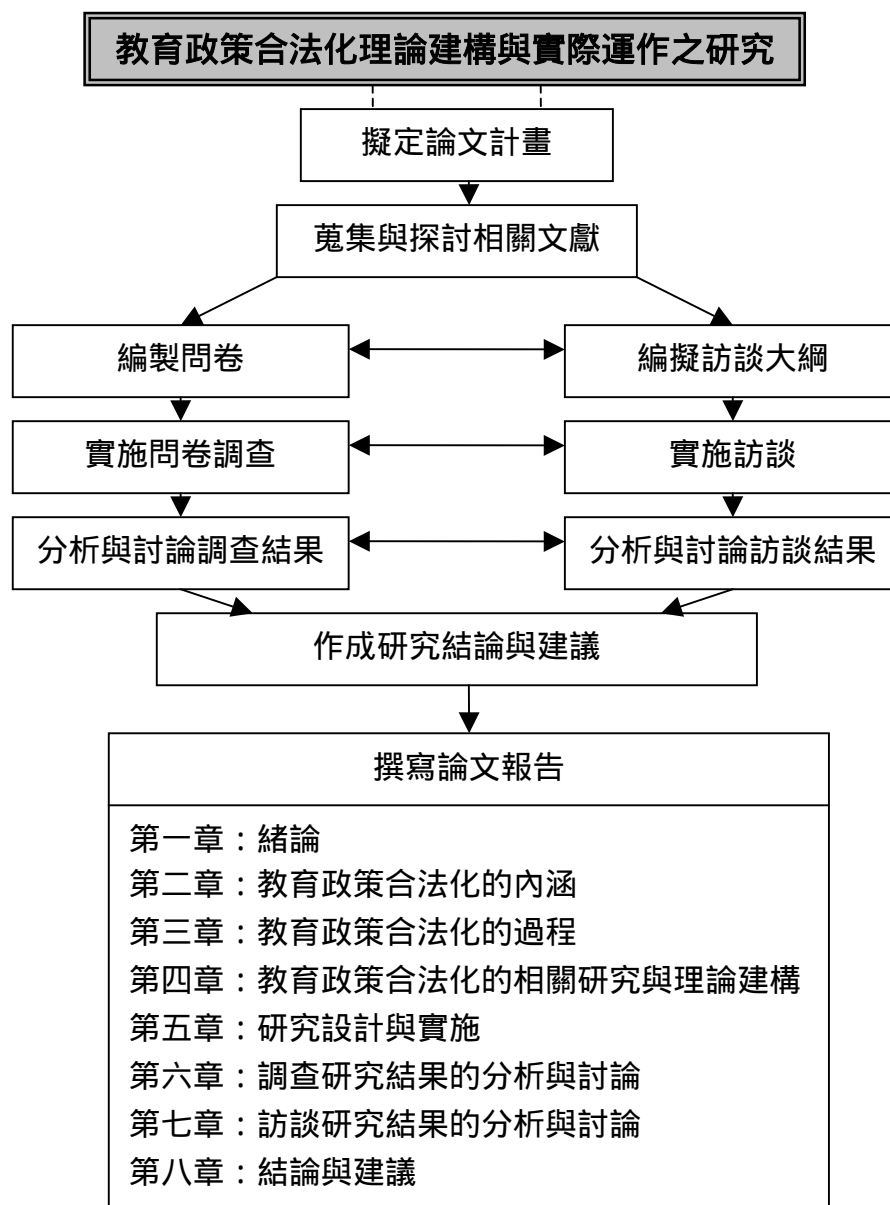 教育政策合法化理論建構與實際運作之研究
擬定論文計畫
蒐集與探討相關文獻
編製問卷
編擬訪談大綱
實施問卷調查
實施訪談
分析與討論調查結果
分析與討論訪談結果
作成研究結論與建議
撰寫論文報告
第一章：緒論
第二章：教育政策合法化的內涵
第三章：教育政策合法化的過程
第四章：教育政策合法化的相關研究與理論建構
第五章：研究設計與實施
第六章：調查研究結果的分析與討論
第七章：訪談研究結果的分析與討論
第八章：結論與建議